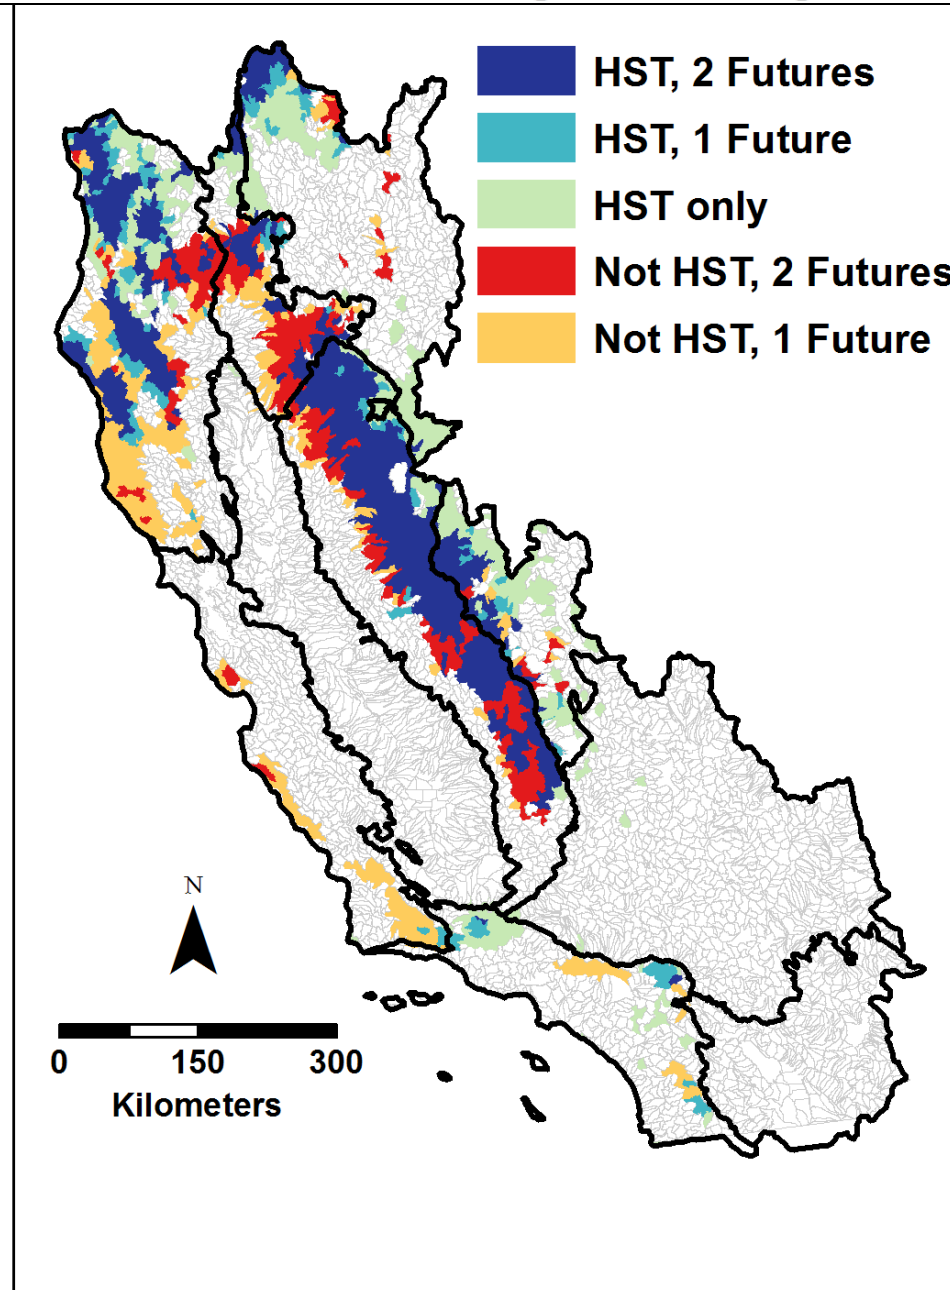 HST, 2 Futures
HST, 1 Future
HST only
Not HST, 2 Futures
Not HST, 1 Future
N
0 150 300
Kilometers